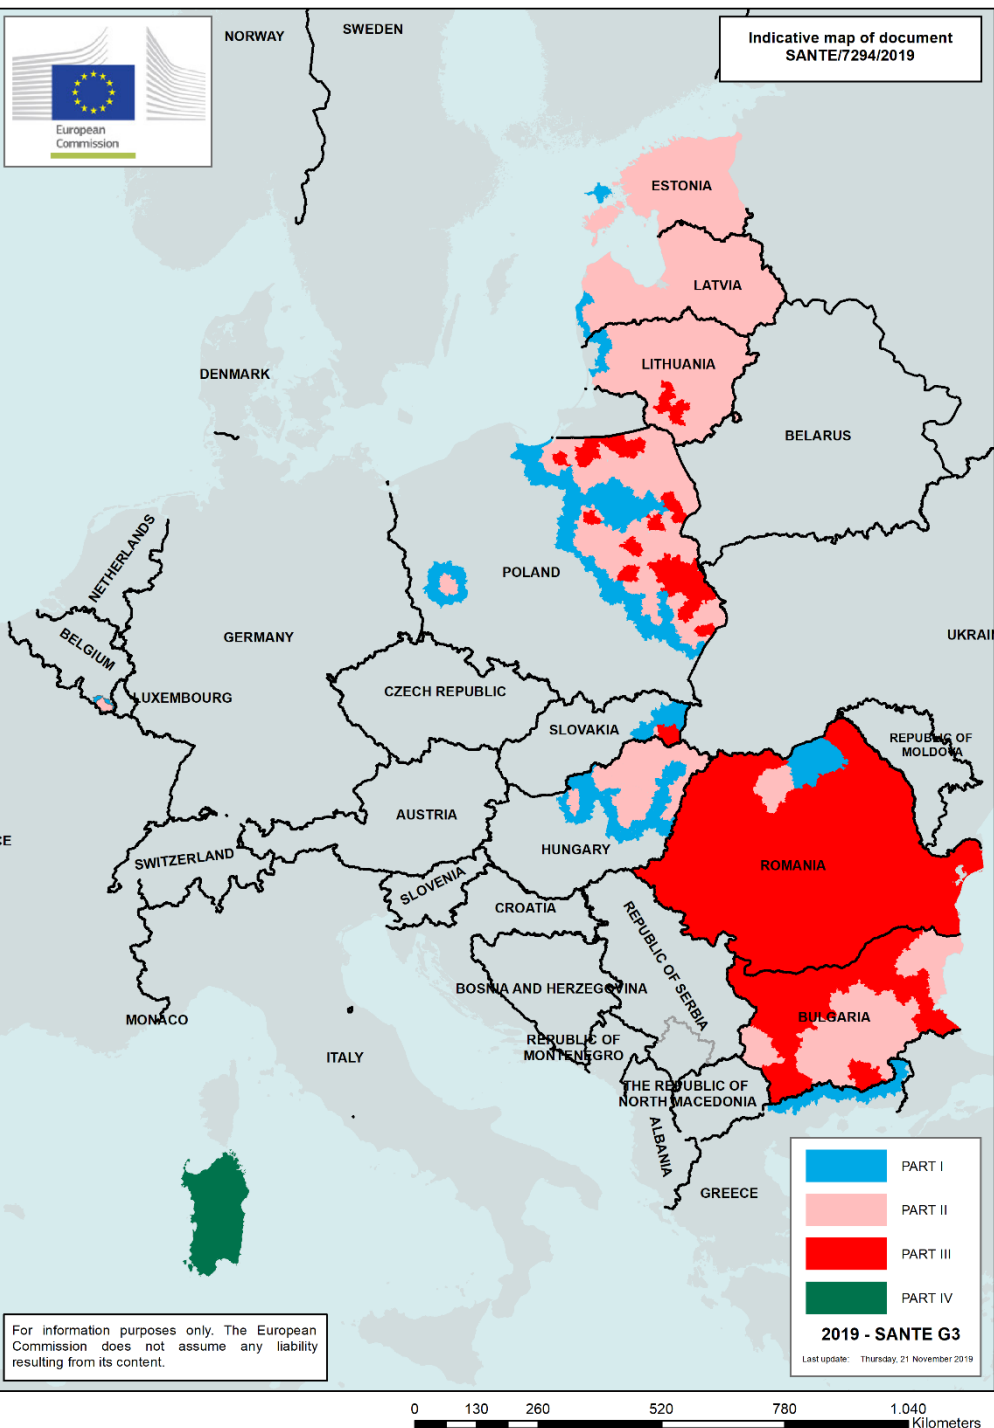 NORWAY
SWEDEN
Indicative map of document
SANTE/7294/2019
European
Commission
ESTONIA
LATVIA
LITHUANIA
DENMARK
BELARUS
NETHERLANDS
POLAND
BELGIUM
GERMANY
UKRAIN
LUXEMBOURG
CZECH REPUBLIC
SLOVAKIA
REPUBLIC OF
MOLDOVA
AUSTRIA
CE
HUNGARY
SWITZERLAND
ROMANIA
SLOVENIA
CROATIA
REPUBLIC OF SERBIA
BOSNIA AND HERZEGOVINA
MONACO
BULGARIA
ITALY
REPUBLIC OF
MONTENEGRO
THE REPUBLIC OF
NORTH MACEDONIA
ALBANIA
GREECE
PART I
PART II
PART III
PART IV
2019 - SANTE G3
Last update: Thursday, 21 November 2019
For information purposes only. The European
Commission does not assume any liability
resulting from its content.
0 130 260 520 780 1.040
Kilometers